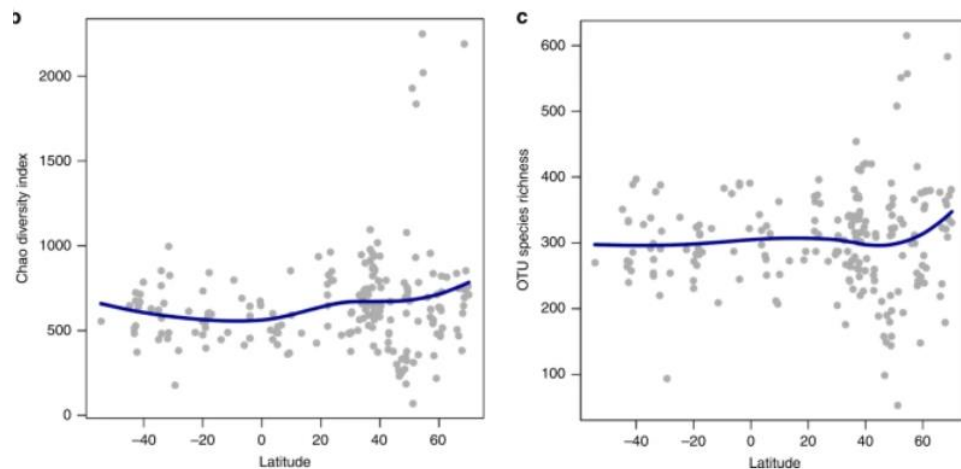 b
Chao diversity index
2000
1500
1000
500
0
−40 −20 0 20 40 60
Latitude
c
OTU species richness
600
500
400
300
200
100
−40 −20 0 20 40 60
Latitude